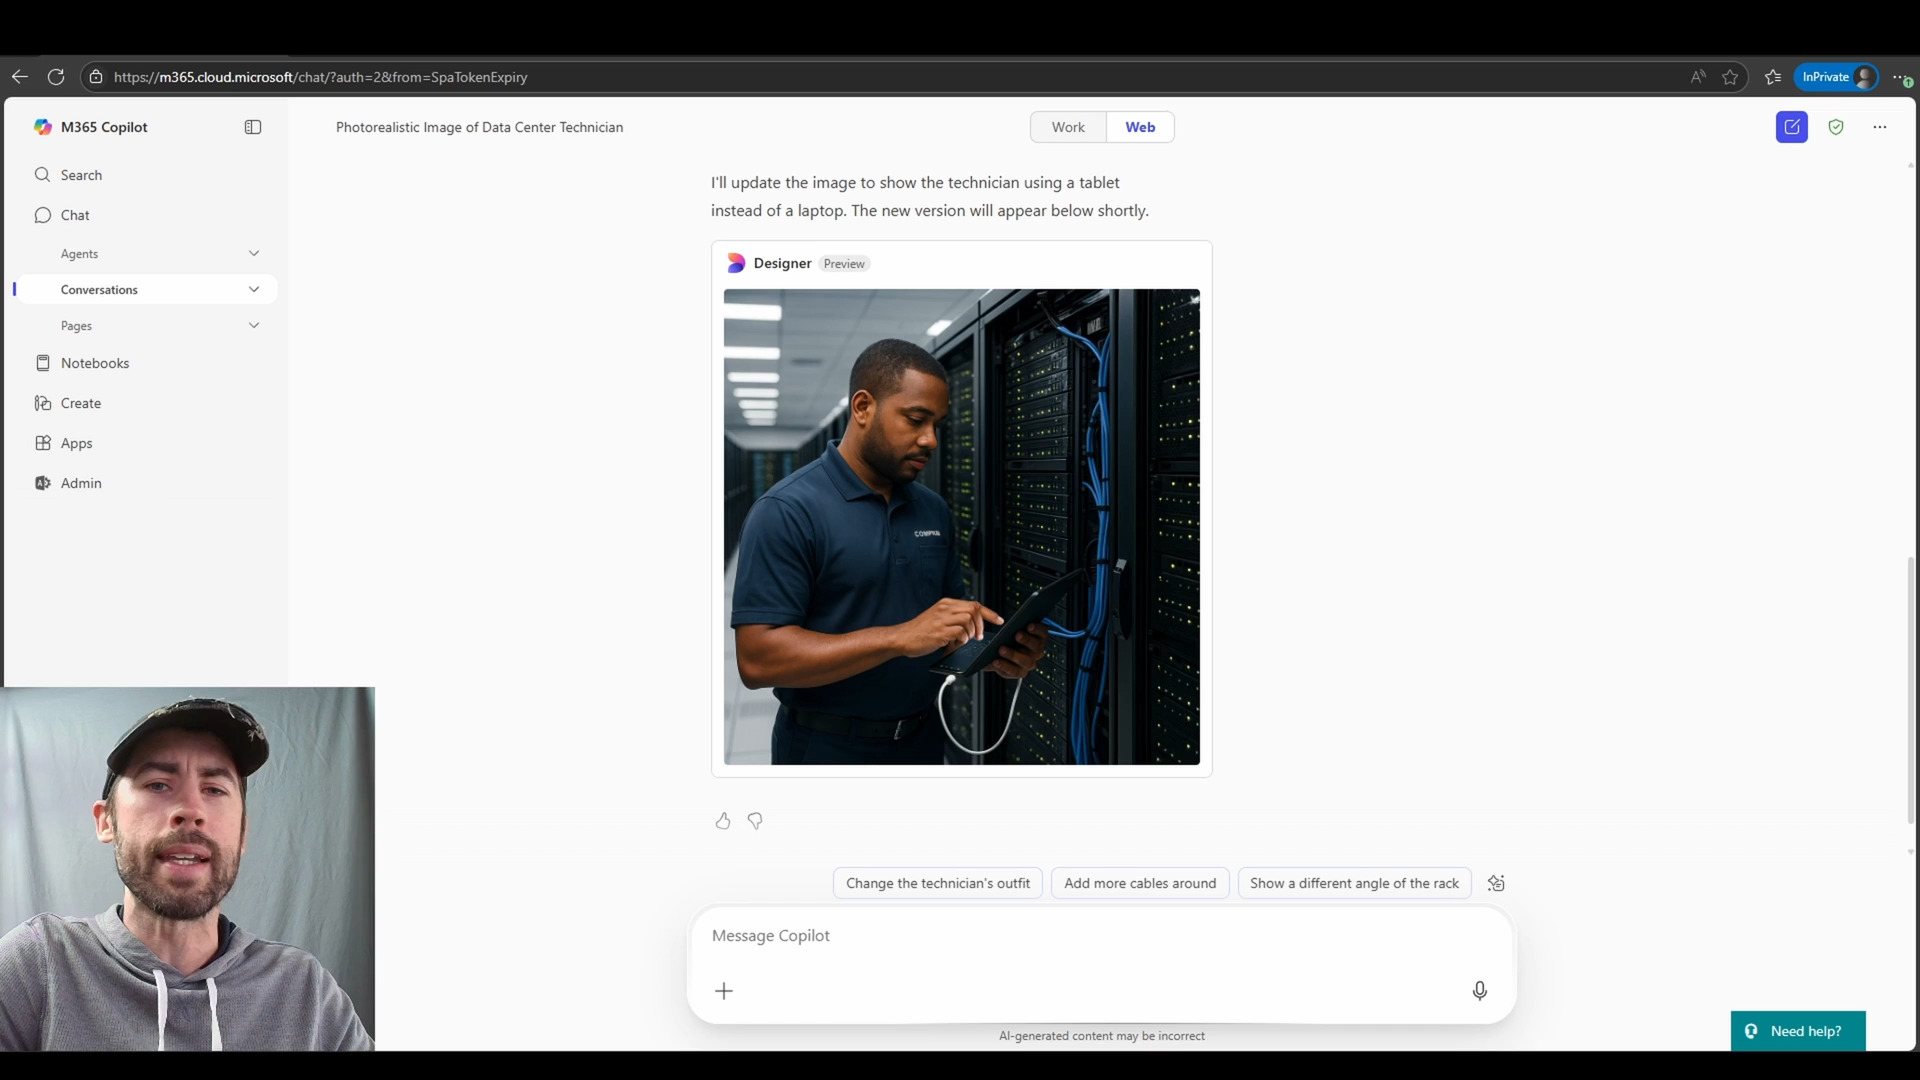 https://m365.cloud.microsoft/chat/?auth=2&from=SpaTokenExpiry
InPrivate
M365 Copilot
Photorealistic Image of Data Center Technician
Work
Web
Search
Chat
Agents
Conversations
Pages
Notebooks
Create
Apps
Admin
I'll update the image to show the technician using a tablet
instead of a laptop. The new version will appear below shortly.
Designer
Preview
Change the technician's outfit
Add more cables around
Show a different angle of the rack
Message Copilot
AI-generated content may be incorrect
Need help?